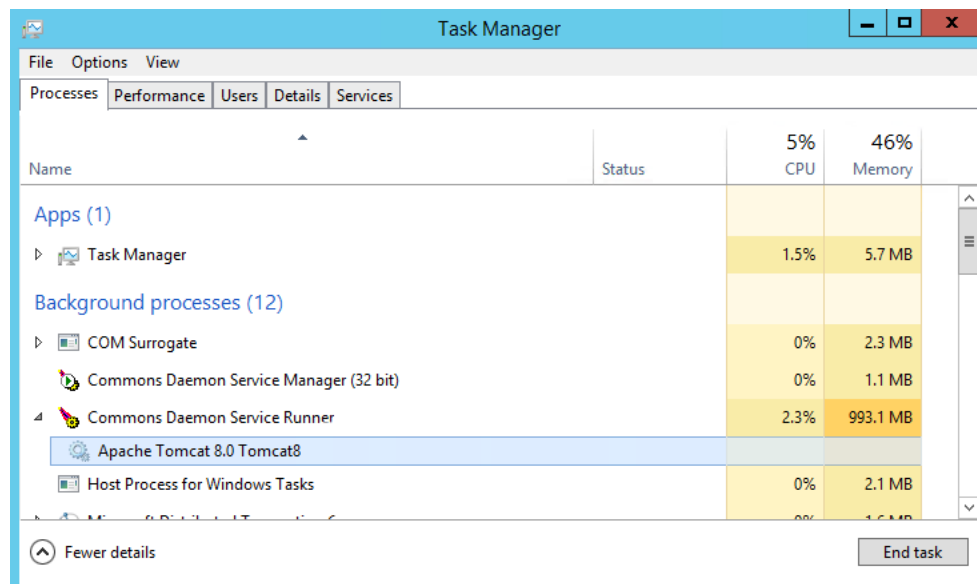 Task Manager
File Options View
Processes Performance Users Details Services
5% 46%
Name Status CPU Memory
Apps (1)
Task Manager 1.5% 5.7 MB
Background processes (12)
COM Surrogate 0% 2.3 MB
Commons Daemon Service Manager (32 bit) 0% 1.1 MB
Commons Daemon Service Runner 2.3% 993.1 MB
Apache Tomcat 8.0 Tomcat8
Host Process for Windows Tasks 0% 2.1 MB
Fewer details End task